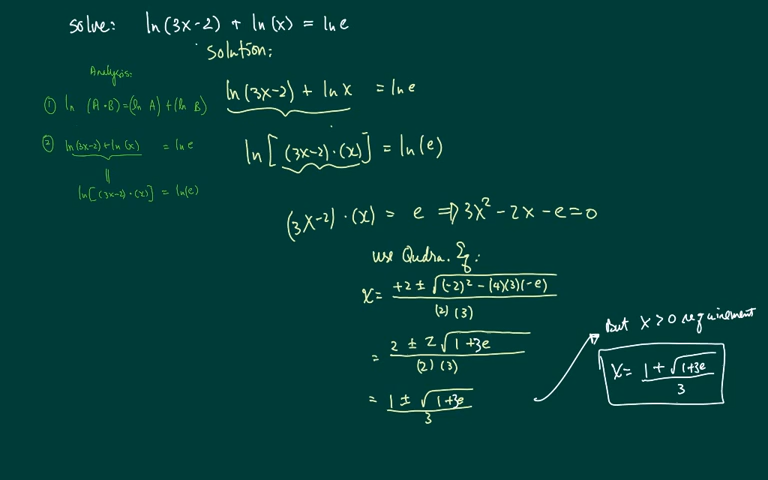 solve: ln(3x-2) + ln(x) = ln e
Solution:
Analysis:
① ln (A·B)=(ln A)+(ln B)
② ln(3x-2)+ln(x) = ln e
||
ln[(3x-2)·(x)] = ln(e)
ln(3x-2) + ln x = ln e
ln[(3x-2)·(x)] = ln(e)
(3x-2)·(x) = e ⇒ 3x² - 2x - e = 0
use Qudra. Eq:
x = (+2 ± √((-2)² - (4)(3)(-e))) / ((2)(3))
= (2 ± 2√(1+3e)) / ((2)(3))
= (1 ± √(1+3e)) / 3
But x > 0 requirement
x = (1 + √(1+3e)) / 3